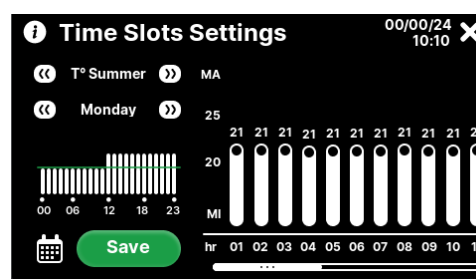 i Time Slots Settings
00/00/24
10:10
T° Summer
MA
Monday
25
21 21 21 21 21 21 21 21 21 21
20
00 06 12 18 23
MI
Save
hr 01 02 03 04 05 06 07 08 09 10